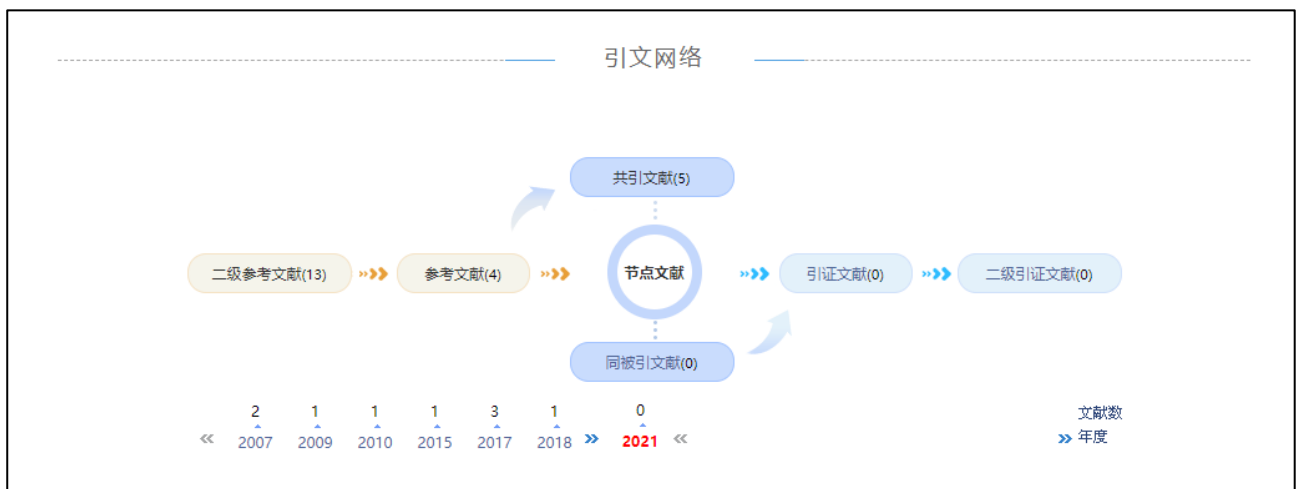 引文网络
共引文献(5)
二级参考文献(13) 参考文献(4) 节点文献 引证文献(0) 二级引证文献(0)
同被引文献(0)
2 1 1 1 3 1 0 文献数
2007 2009 2010 2015 2017 2018 2021 年度